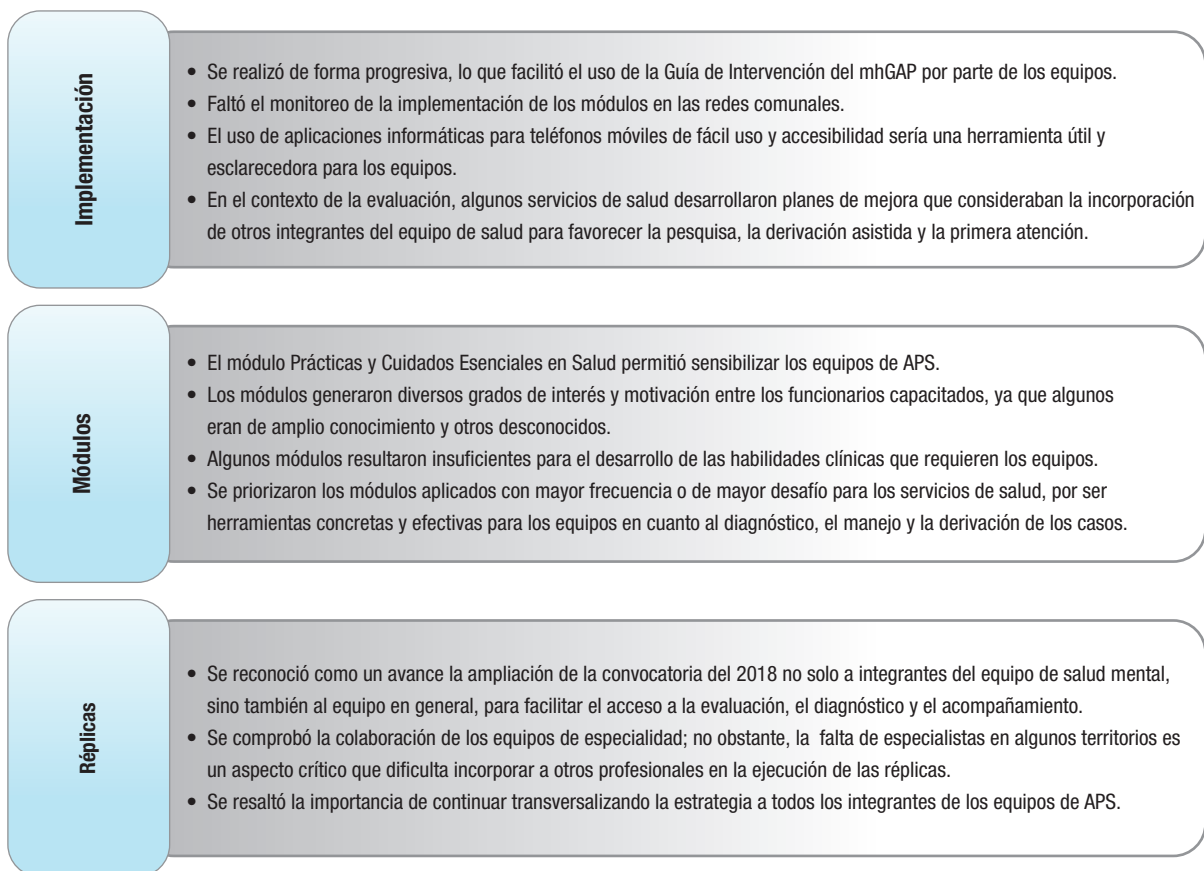 Implementación
• Se realizó de forma progresiva, lo que facilitó el uso de la Guía de Intervención del mhGAP por parte de los equipos.
• Faltó el monitoreo de la implementación de los módulos en las redes comunales.
• El uso de aplicaciones informáticas para teléfonos móviles de fácil uso y accesibilidad sería una herramienta útil y
esclarecedora para los equipos.
• En el contexto de la evaluación, algunos servicios de salud desarrollaron planes de mejora que consideraban la incorporación
de otros integrantes del equipo de salud para favorecer la pesquisa, la derivación asistida y la primera atención.
Módulos
• El módulo Prácticas y Cuidados Esenciales en Salud permitió sensibilizar los equipos de APS.
• Los módulos generaron diversos grados de interés y motivación entre los funcionarios capacitados, ya que algunos
eran de amplio conocimiento y otros desconocidos.
• Algunos módulos resultaron insuficientes para el desarrollo de las habilidades clínicas que requieren los equipos.
• Se priorizaron los módulos aplicados con mayor frecuencia o de mayor desafío para los servicios de salud, por ser
herramientas concretas y efectivas para los equipos en cuanto al diagnóstico, el manejo y la derivación de los casos.
Réplicas
• Se reconoció como un avance la ampliación de la convocatoria del 2018 no solo a integrantes del equipo de salud mental,
sino también al equipo en general, para facilitar el acceso a la evaluación, el diagnóstico y el acompañamiento.
• Se comprobó la colaboración de los equipos de especialidad; no obstante, la falta de especialistas en algunos territorios es
un aspecto crítico que dificulta incorporar a otros profesionales en la ejecución de las réplicas.
• Se resaltó la importancia de continuar transversalizando la estrategia a todos los integrantes de los equipos de APS.